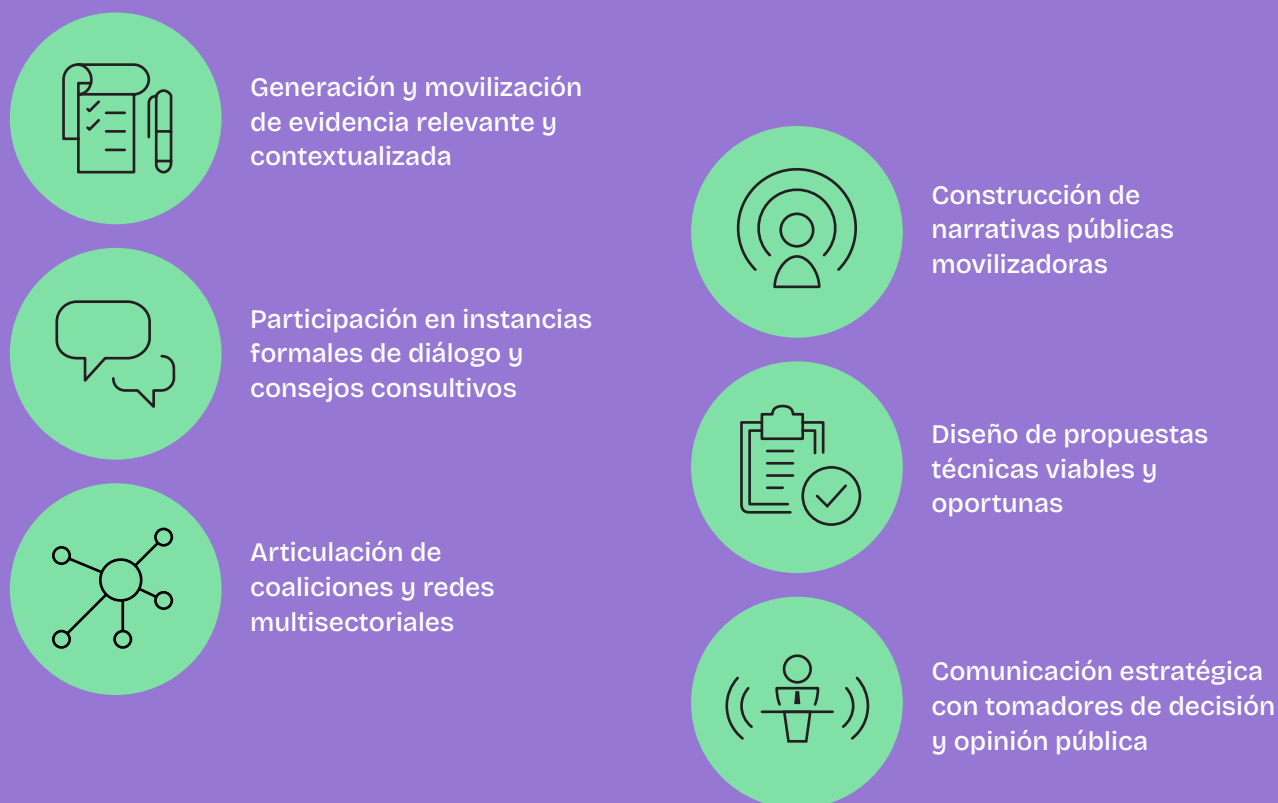 Generación y movilización
de evidencia relevante y
contextualizada
Participación en instancias
formales de diálogo y
consejos consultivos
Articulación de
coaliciones y redes
multisectoriales
Construcción de
narrativas públicas
movilizadoras
Diseño de propuestas
técnicas viables y
oportunas
Comunicación estratégica
con tomadores de decisión
y opinión pública